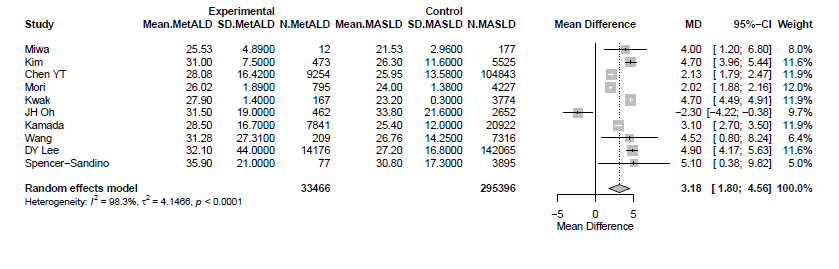 Experimental Control
Study Mean.MetALD SD.MetALD N.MetALD Mean.MASLD SD.MASLD N.MASLD Mean Difference MD 95%-CI Weight
Miwa 25.53 4.8900 12 21.53 2.9600 177 4.00 [ 1.20; 6.80] 8.0%
Kim 31.00 7.5000 473 26.30 11.6000 5525 4.70 [ 3.96; 5.44] 11.6%
Chen YT 28.08 16.4200 9254 25.95 13.5800 104843 2.13 [ 1.79; 2.47] 11.9%
Mori 26.02 1.8900 795 24.00 1.3800 4227 2.02 [ 1.88; 2.16] 12.0%
Kwak 27.90 1.4000 167 23.20 0.3000 3774 4.70 [ 4.49; 4.91] 11.9%
JH Oh 31.50 19.0000 462 33.80 21.6000 2652 −2.30 [−4.22; −0.38] 9.7%
Kamada 28.50 16.7000 7841 25.40 12.0000 20922 3.10 [ 2.70; 3.50] 11.9%
Wang 31.28 27.3100 209 26.76 14.2500 7316 4.52 [ 0.80; 8.24] 6.4%
DY Lee 32.10 44.0000 14176 27.20 16.8000 142065 4.90 [ 4.17; 5.63] 11.6%
Spencer−Sandino 35.90 21.0000 77 30.80 17.3000 3895 5.10 [ 0.38; 9.82] 5.0%
Random effects model 33466 295396 3.18 [ 1.80; 4.56] 100.0%
Heterogeneity: I² = 98.3%, τ² = 4.1466, p < 0.0001
−5 0 5
Mean Difference